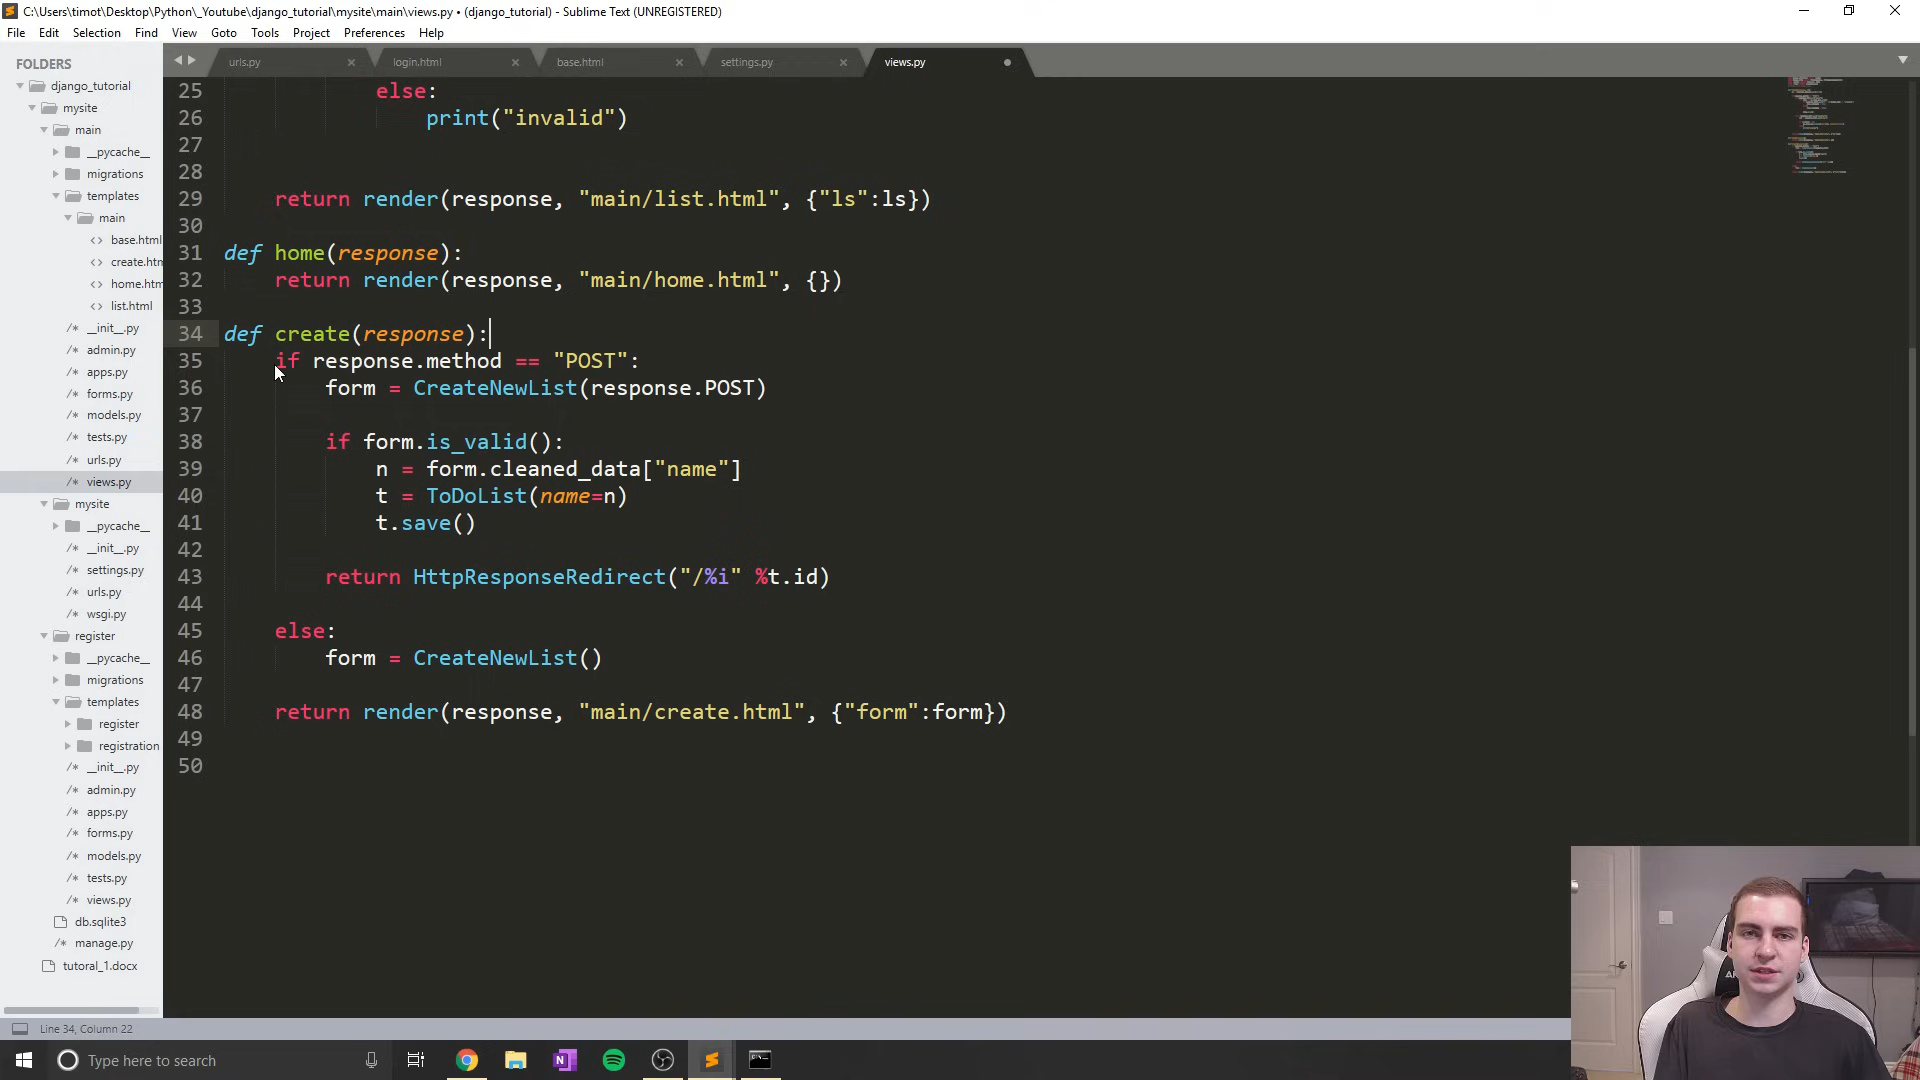 C:\Users\timot\Desktop\Python\_Youtube\django_tutorial\mysite\main\views.py • (django_tutorial) - Sublime Text (UNREGISTERED)
File Edit Selection Find View Goto Tools Project Preferences Help
FOLDERS
django_tutorial
mysite
main
__pycache__
migrations
templates
main
base.html
create.htm
home.htm
list.html
__init__.py
admin.py
apps.py
forms.py
models.py
tests.py
urls.py
views.py
mysite
__pycache__
__init__.py
settings.py
urls.py
wsgi.py
register
__pycache__
migrations
templates
register
registration
__init__.py
admin.py
apps.py
forms.py
models.py
tests.py
views.py
db.sqlite3
manage.py
tutoral_1.docx
urls.py login.html base.html settings.py views.py
25 else:
26 print("invalid")
27
28
29 return render(response, "main/list.html", {"ls":ls})
30
31 def home(response):
32 return render(response, "main/home.html", {})
33
34 def create(response):
35 if response.method == "POST":
36 form = CreateNewList(response.POST)
37
38 if form.is_valid():
39 n = form.cleaned_data["name"]
40 t = ToDoList(name=n)
41 t.save()
42
43 return HttpResponseRedirect("/%i" %t.id)
44
45 else:
46 form = CreateNewList()
47
48 return render(response, "main/create.html", {"form":form})
49
50
Line 34, Column 22
Type here to search